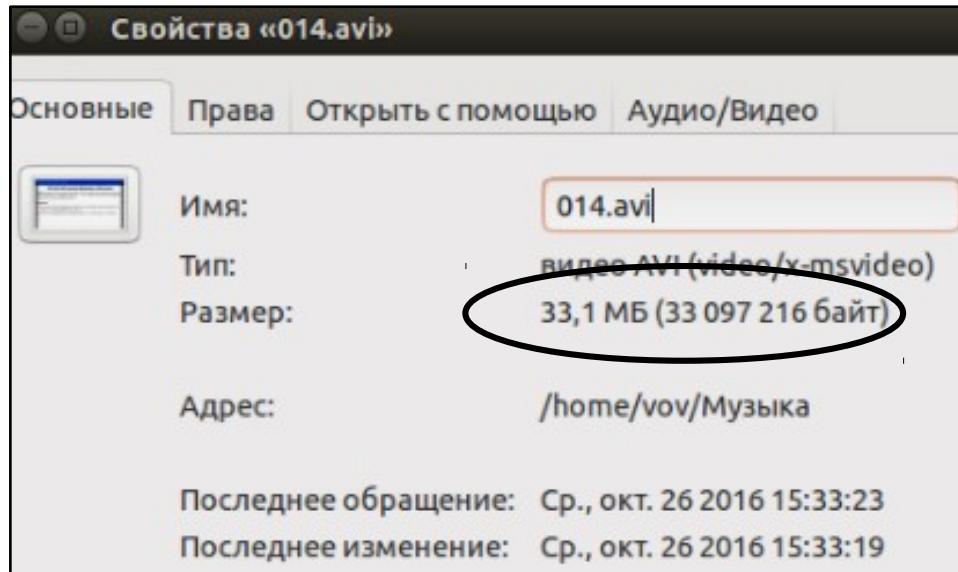 Свойства «014.avi»
Основные Права Открыть с помощью Аудио/Видео
Имя: 014.avi
Тип: видео AVI (video/x-msvideo)
Размер: 33,1 МБ (33 097 216 байт)
Адрес: /home/vov/Музыка
Последнее обращение: Ср., окт. 26 2016 15:33:23
Последнее изменение: Ср., окт. 26 2016 15:33:19